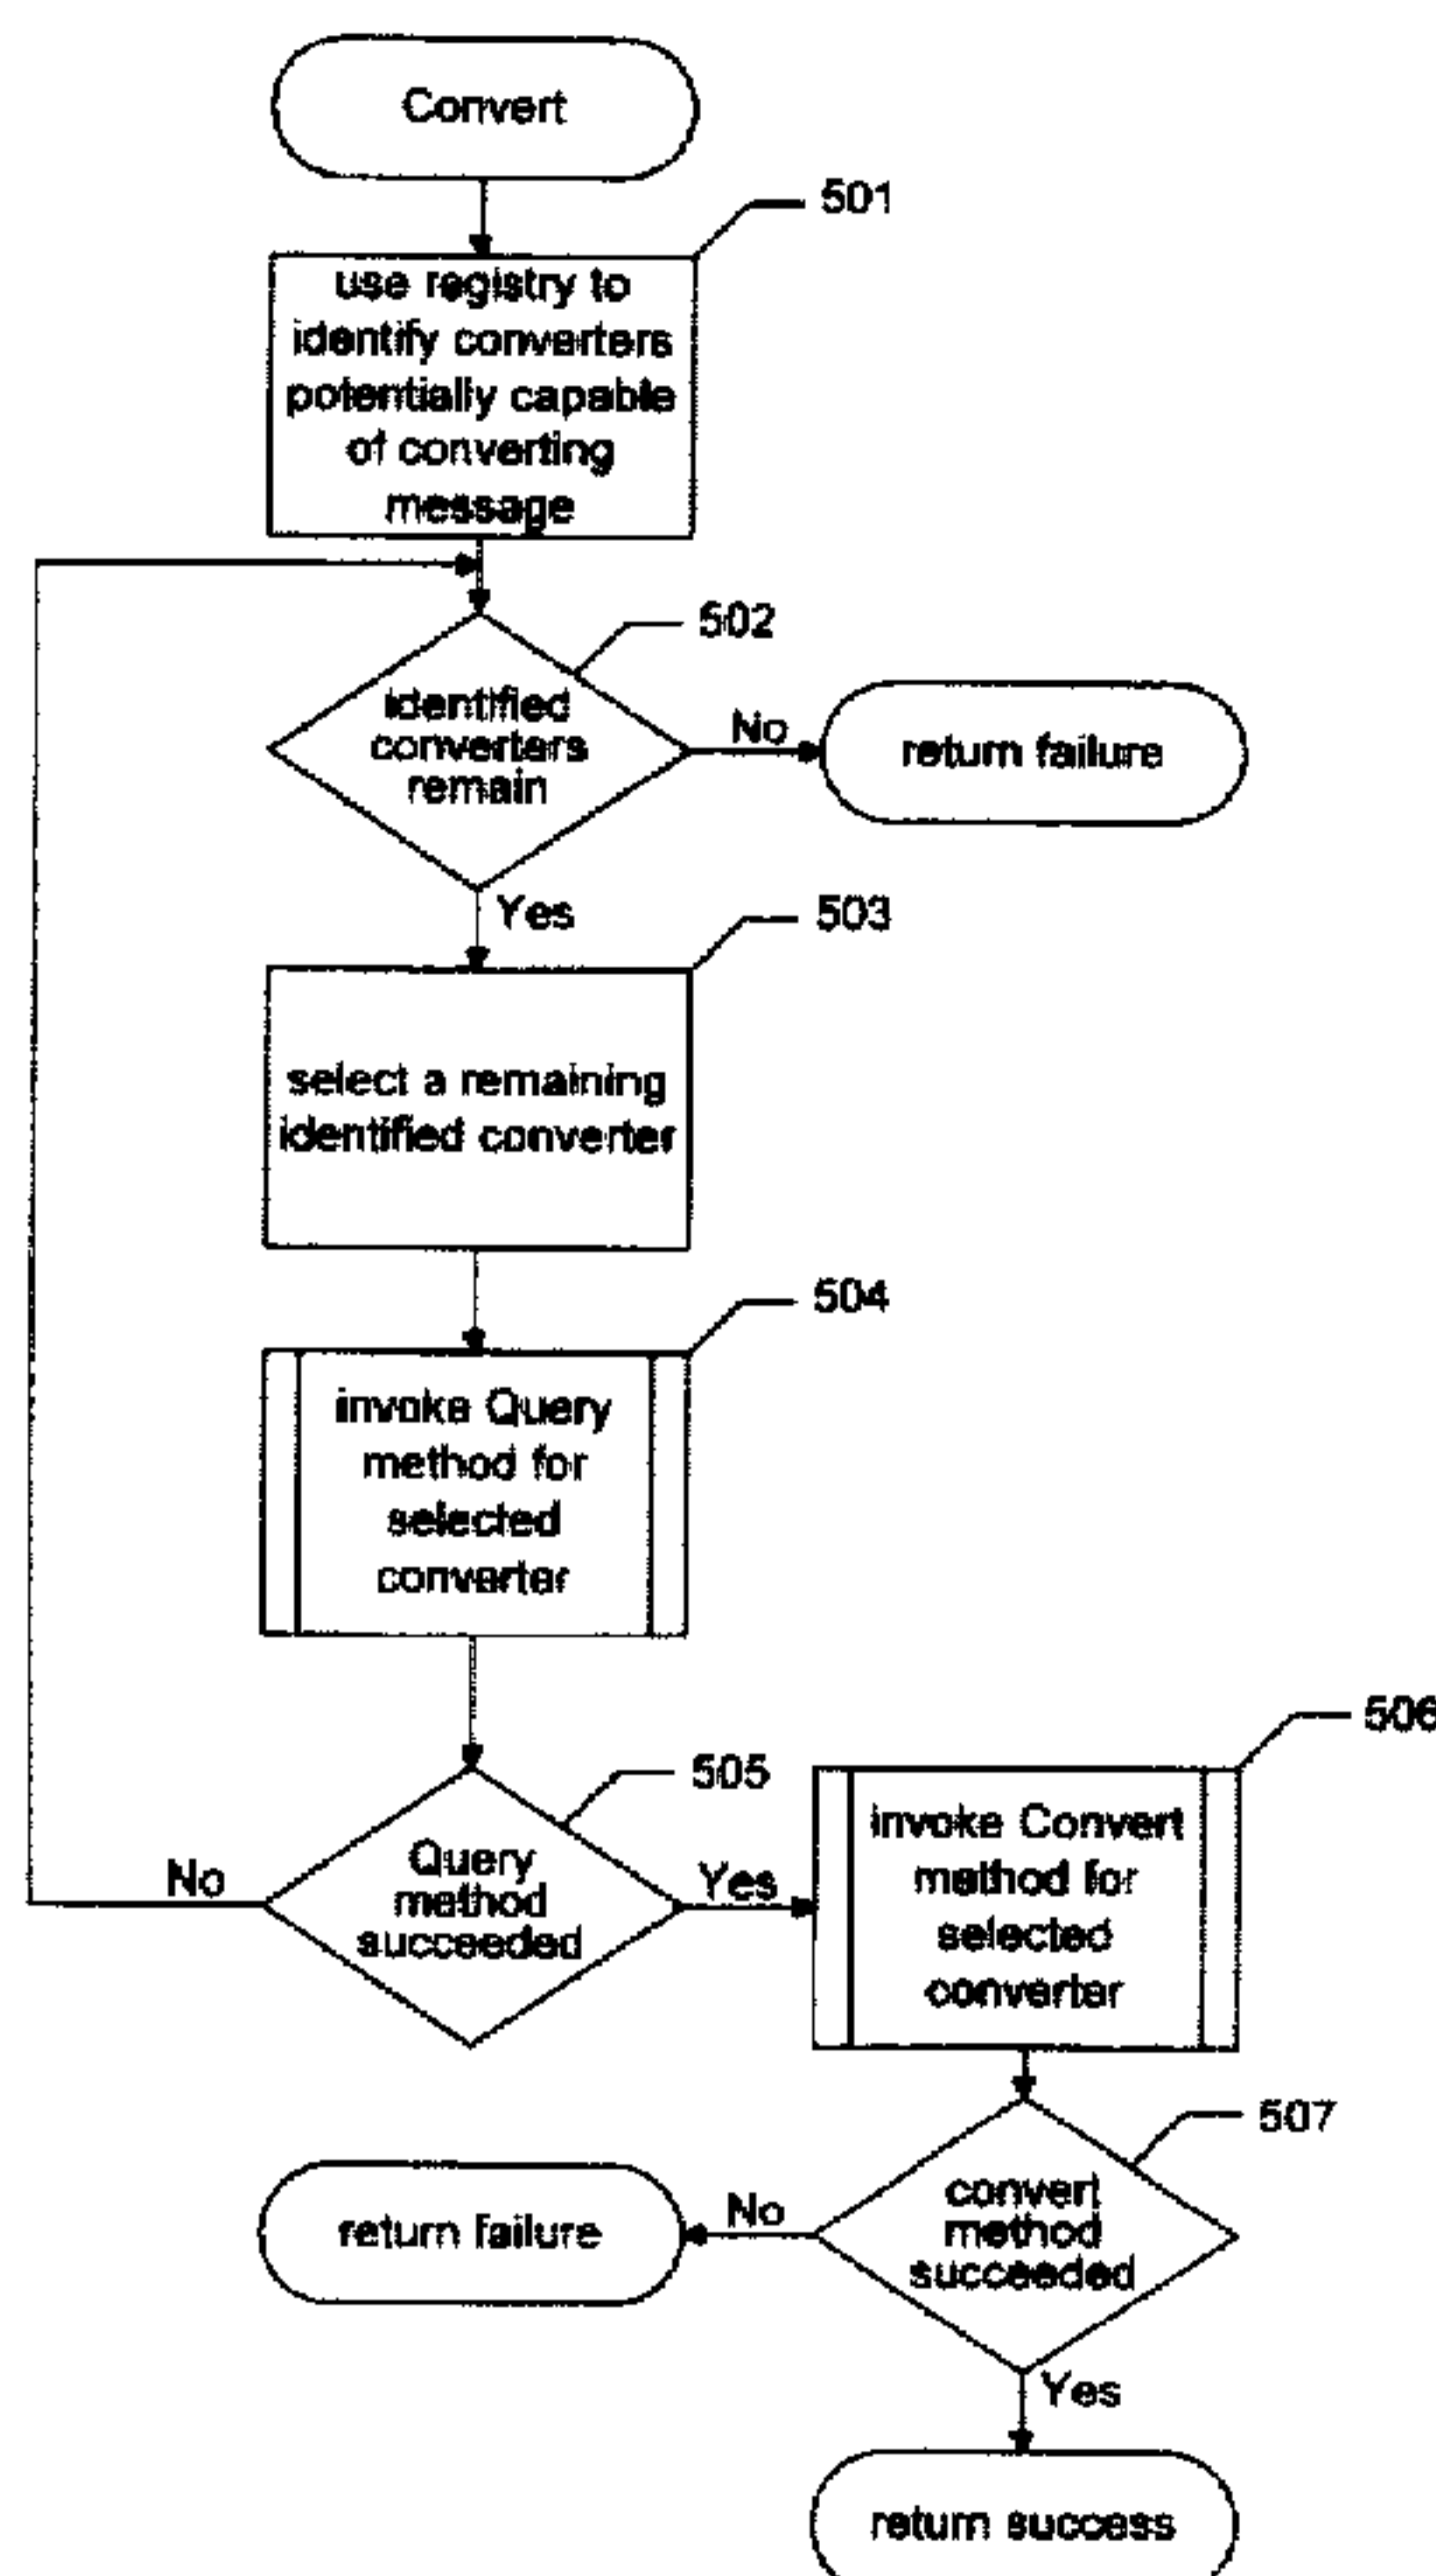 Convert
501
use registry to
identify converters
potentially capable
of converting
message
502
identified
converters
remain
No
return failure
Yes
503
select a remaining
identified converter
504
invoke Query
method for
selected
converter
505
Query
method
succeeded
No
Yes
506
invoke Convert
method for
selected
converter
507
convert
method
succeeded
No
return failure
Yes
return success